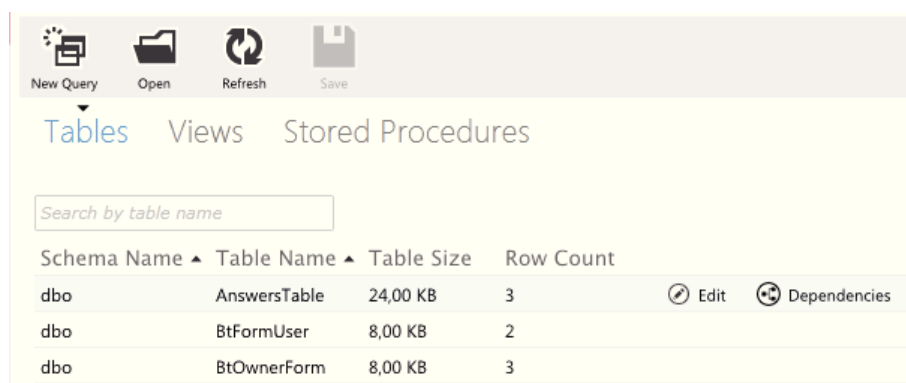 New Query Open Refresh Save
Tables Views Stored Procedures
Search by table name
Schema Name Table Name Table Size Row Count
dbo AnswersTable 24,00 KB 3 Edit Dependencies
dbo BtFormUser 8,00 KB 2
dbo BtOwnerForm 8,00 KB 3